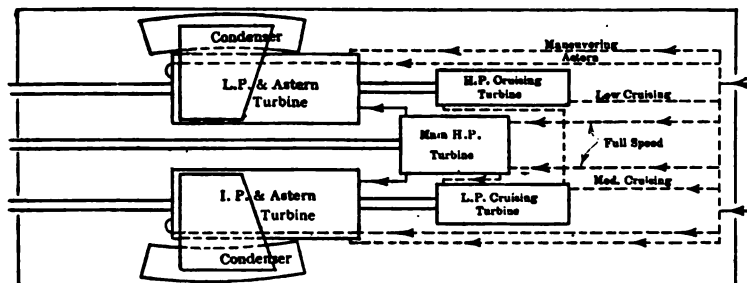 Condenser
Maneuvering
Astern
L.P. & Astern
Turbine
H.P. Cruising
Turbine
Low Cruising
Main H.P.
Turbine
Full Speed
I. P. & Astern
Turbine
Med. Cruising
L.P. Cruising
Turbine
Condenser